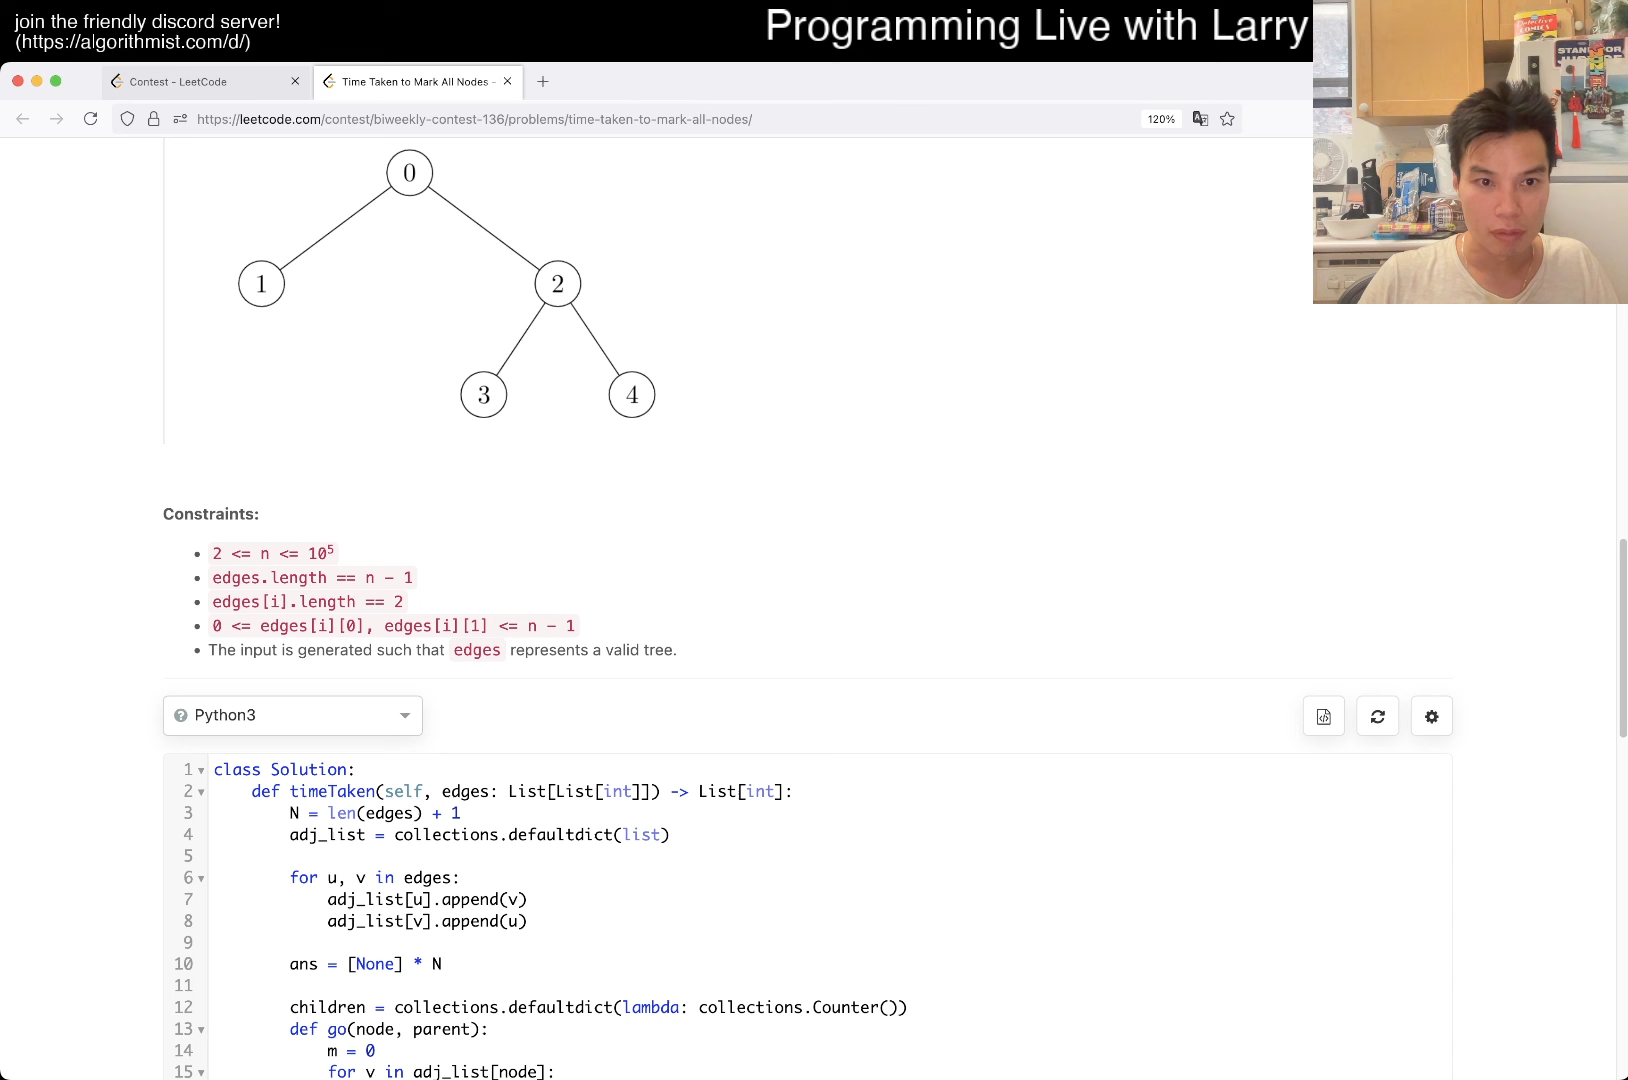 join the friendly discord server!
(https://algorithmist.com/d/)
Programming Live with Larry
Contest - LeetCode
Time Taken to Mark All Nodes -
https://leetcode.com/contest/biweekly-contest-136/problems/time-taken-to-mark-all-nodes/
120%
0
1
2
3
4
Constraints:
2 <= n <= 10⁵
edges.length == n - 1
edges[i].length == 2
0 <= edges[i][0], edges[i][1] <= n - 1
The input is generated such that edges represents a valid tree.
Python3
1 class Solution:
2 def timeTaken(self, edges: List[List[int]]) -> List[int]:
3 N = len(edges) + 1
4 adj_list = collections.defaultdict(list)
5
6 for u, v in edges:
7 adj_list[u].append(v)
8 adj_list[v].append(u)
9
10 ans = [None] * N
11
12 children = collections.defaultdict(lambda: collections.Counter())
13 def go(node, parent):
14 m = 0
15 for v in adj_list[node]: